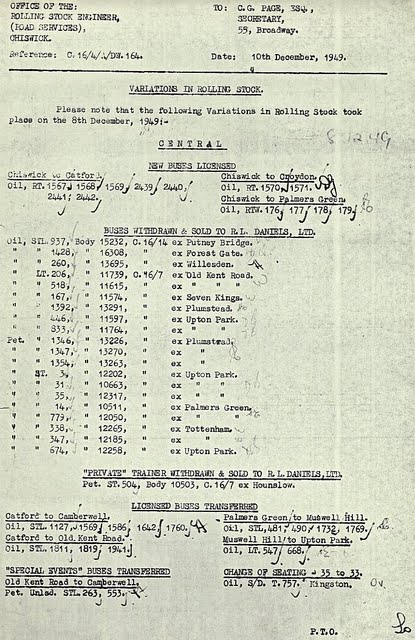 OFFICE OF THE: TO: C.G. PAGE, ESQ.,
ROLLING STOCK ENGINEER, SECRETARY,
(ROAD SERVICES), 55, Broadway.
CHISWICK.
Reference: C.16/4/ /DW.164. Date: 10th December, 1949.
VARIATIONS IN ROLLING STOCK.
Please note that the following Variations in Rolling Stock took
place on the 8th December, 1949:-
CENTRAL
NEW BUSES LICENSED
Chiswick to Catford.
Oil, RT. 1567, 1568, 1569, 2439, 2440,
2441, 2442.
Chiswick to Croydon.
Oil, RT. 1570, 1571.
Chiswick to Palmers Green.
Oil, RTW. 176, 177, 178, 179.
BUSES WITHDRAWN & SOLD TO R.L. DANIELS, LTD.
Oil, STL. 937, Body 15232, C.16/14 ex Putney Bridge.
" " 1428, " 16308, " ex Forest Gate.
" " 260, " 13695, " ex Willesden.
" LT. 206, " 11739, C.16/7 ex Old Kent Road.
" " 518, " 11615, " ex " " "
" " 167, " 11574, " ex Seven Kings.
" " 1392, " 13291, " ex Plumstead.
" " 446, " 11597, " ex Upton Park.
" " 833, " 11764, " ex " "
Pet. " 1346, " 13226, " ex Plumstead.
" " 1347, " 13270, " ex "
" " 1354, " 13263, " ex "
" ST. 3, " 12202, " ex Upton Park.
" " 31, " 10663, " ex " "
" " 35, " 12317, " ex " "
" " 14, " 10511, " ex Palmers Green.
" " 779, " 12050, " ex " "
" " 338, " 12265, " ex Tottenham.
" " 347, " 12185, " ex "
" " 674, " 12258, " ex Upton Park.
"PRIVATE" TRAINER WITHDRAWN & SOLD TO R.L.DANIELS,LTD.
Pet. ST.504, Body 10503, C.16/7 ex Hounslow.
LICENSED BUSES TRANSFERRED
Catford to Camberwell.
Oil, STL. 1127, 1569, 1586, 1642, 1760.
Catford to Old Kent Road.
Oil, STL. 1811, 1819, 1941.
Palmers Green to Muswell Hill.
Oil, STL. 481, 490, 1732, 1769.
Muswell Hill to Upton Park.
Oil, LT. 547, 668.
"SPECIAL EVENTS" BUSES TRANSFERRED
Old Kent Road to Camberwell.
Pet. Unlad. STL. 263, 553.
CHANGE OF SEATING - 35 to 33.
Oil, S/D. T.757. Kingston.
P.T.O.